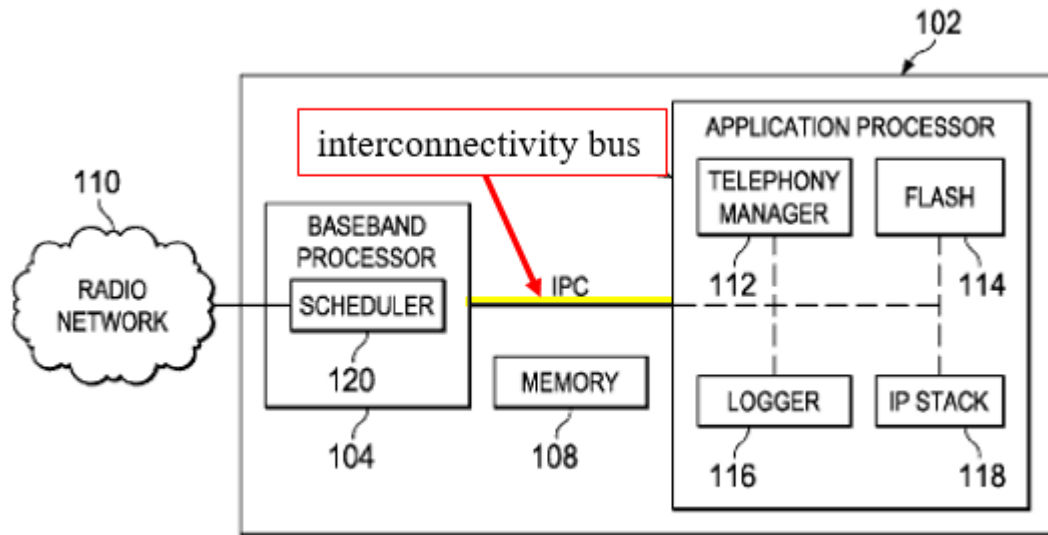 102
interconnectivity bus
APPLICATION PROCESSOR
110
TELEPHONY
MANAGER
FLASH
BASEBAND
PROCESSOR
RADIO
NETWORK
SCHEDULER
IPC
112
114
120
MEMORY
LOGGER
IP STACK
104
108
116
118